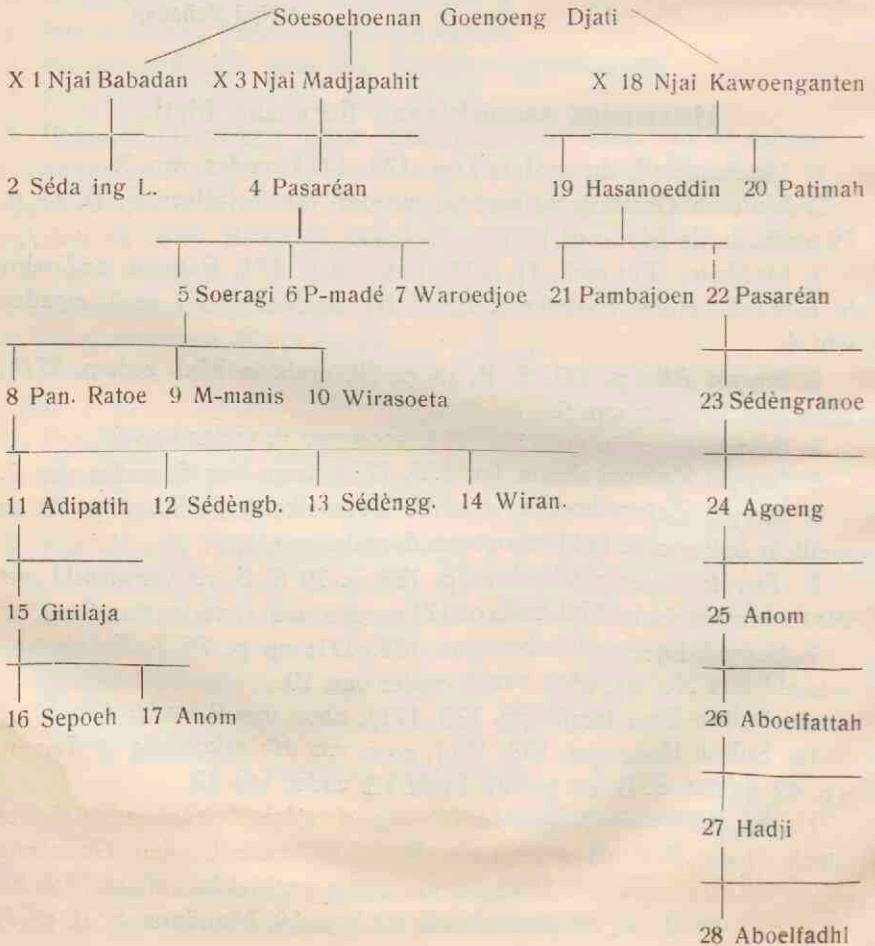 Soesoehoenan Goenoeng Djati
X 1 Njai Babadan X 3 Njai Madjapahit X 18 Njai Kawoenganten
2 Séda ing L. 4 Pasaréan 19 Hasanoeddin 20 Patimah
5 Soeragi 6 P-madé 7 Waroedjoe 21 Pambajoen 22 Pasaréan
8 Pan. Ratoe 9 M-manis 10 Wirasoeta 23 Sédèngranoe
11 Adipatih 12 Sédèngb. 13 Sédèngg. 14 Wiran. 24 Agoeng
15 Girilaja 25 Anom
16 Sepoeh 17 Anom 26 Aboelfattah
27 Hadji
28 Aboelfadhl